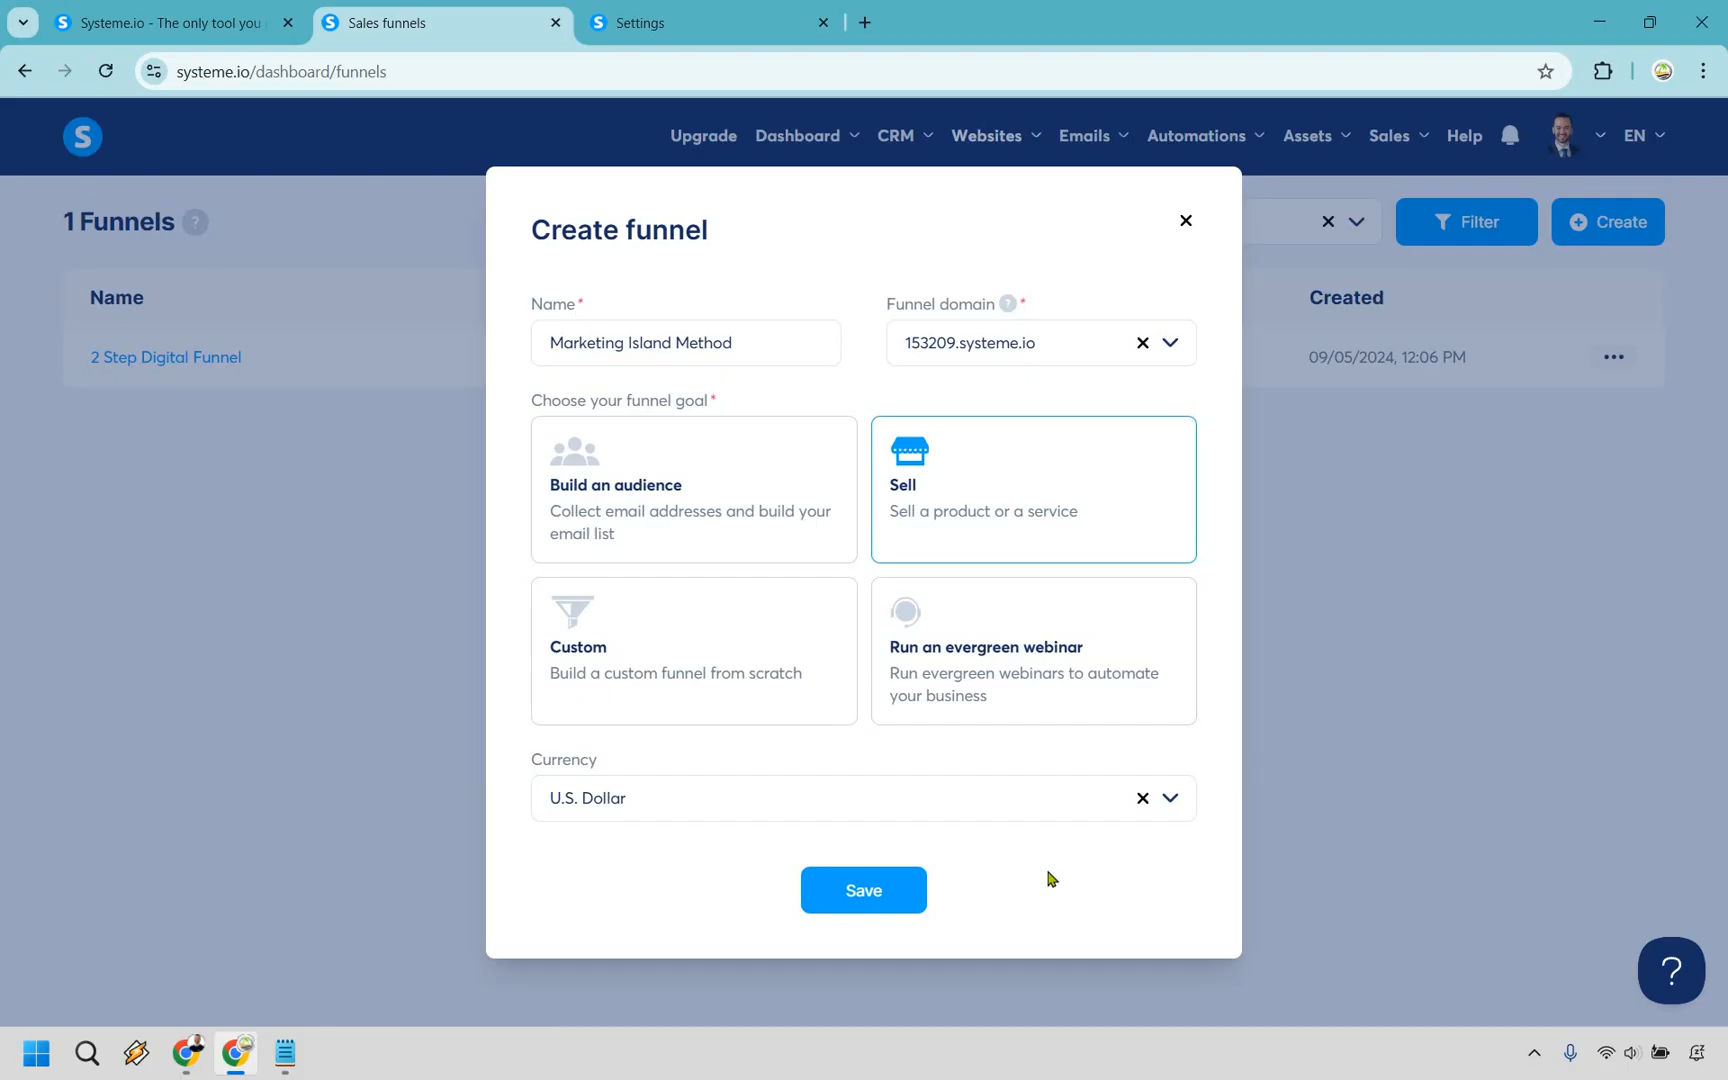 Systeme.io - The only tool you
Sales funnels
Settings
systeme.io/dashboard/funnels
S
Upgrade
Dashboard
CRM
Websites
Emails
Automations
Assets
Sales
Help
EN
1 Funnels ?
Filter
Create
Name
Created
2 Step Digital Funnel
09/05/2024, 12:06 PM
Create funnel
Name*
Funnel domain ? *
Marketing Island Method
153209.systeme.io
Choose your funnel goal*
Build an audience
Collect email addresses and build your
email list
Sell
Sell a product or a service
Custom
Build a custom funnel from scratch
Run an evergreen webinar
Run evergreen webinars to automate
your business
Currency
U.S. Dollar
Save
?